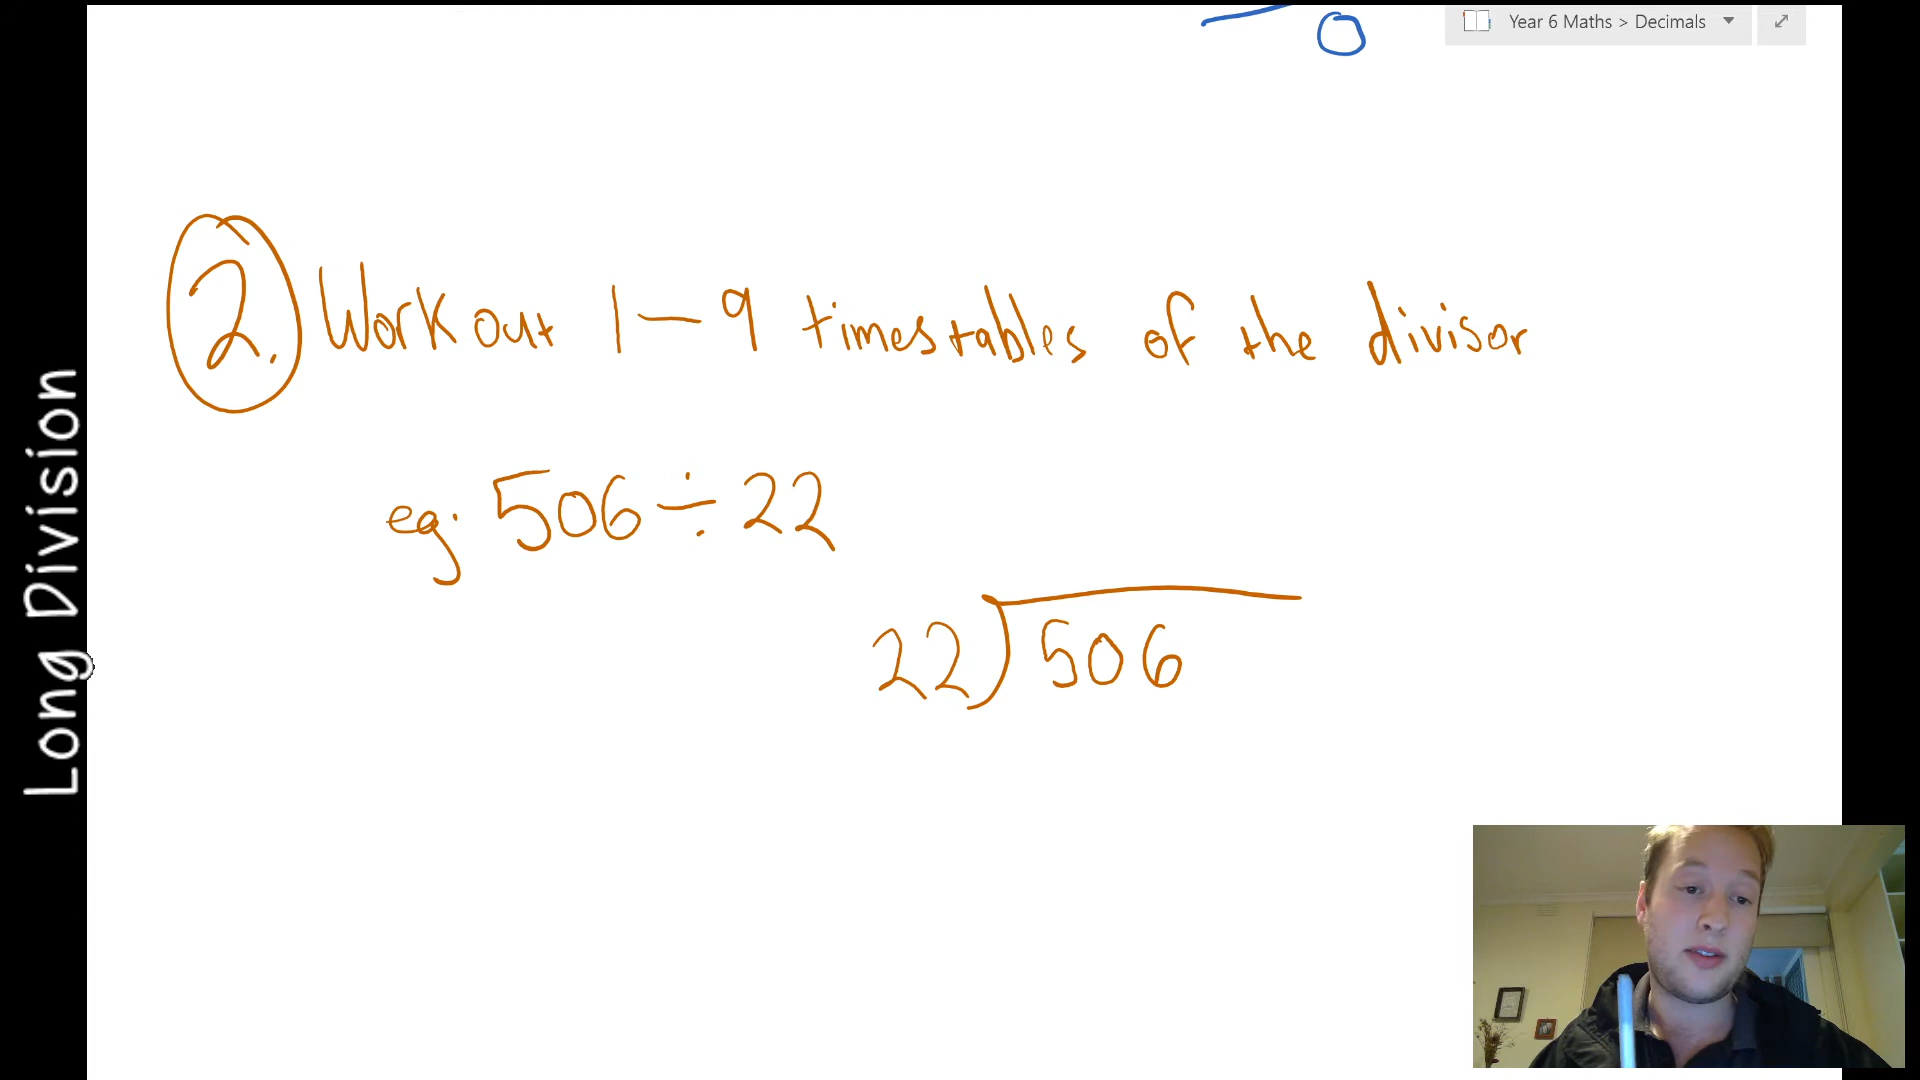 0
Year 6 Maths > Decimals
2. Work out 1 – 9 timestables of the divisor
eg. 506 ÷ 22
22)506
Long Division